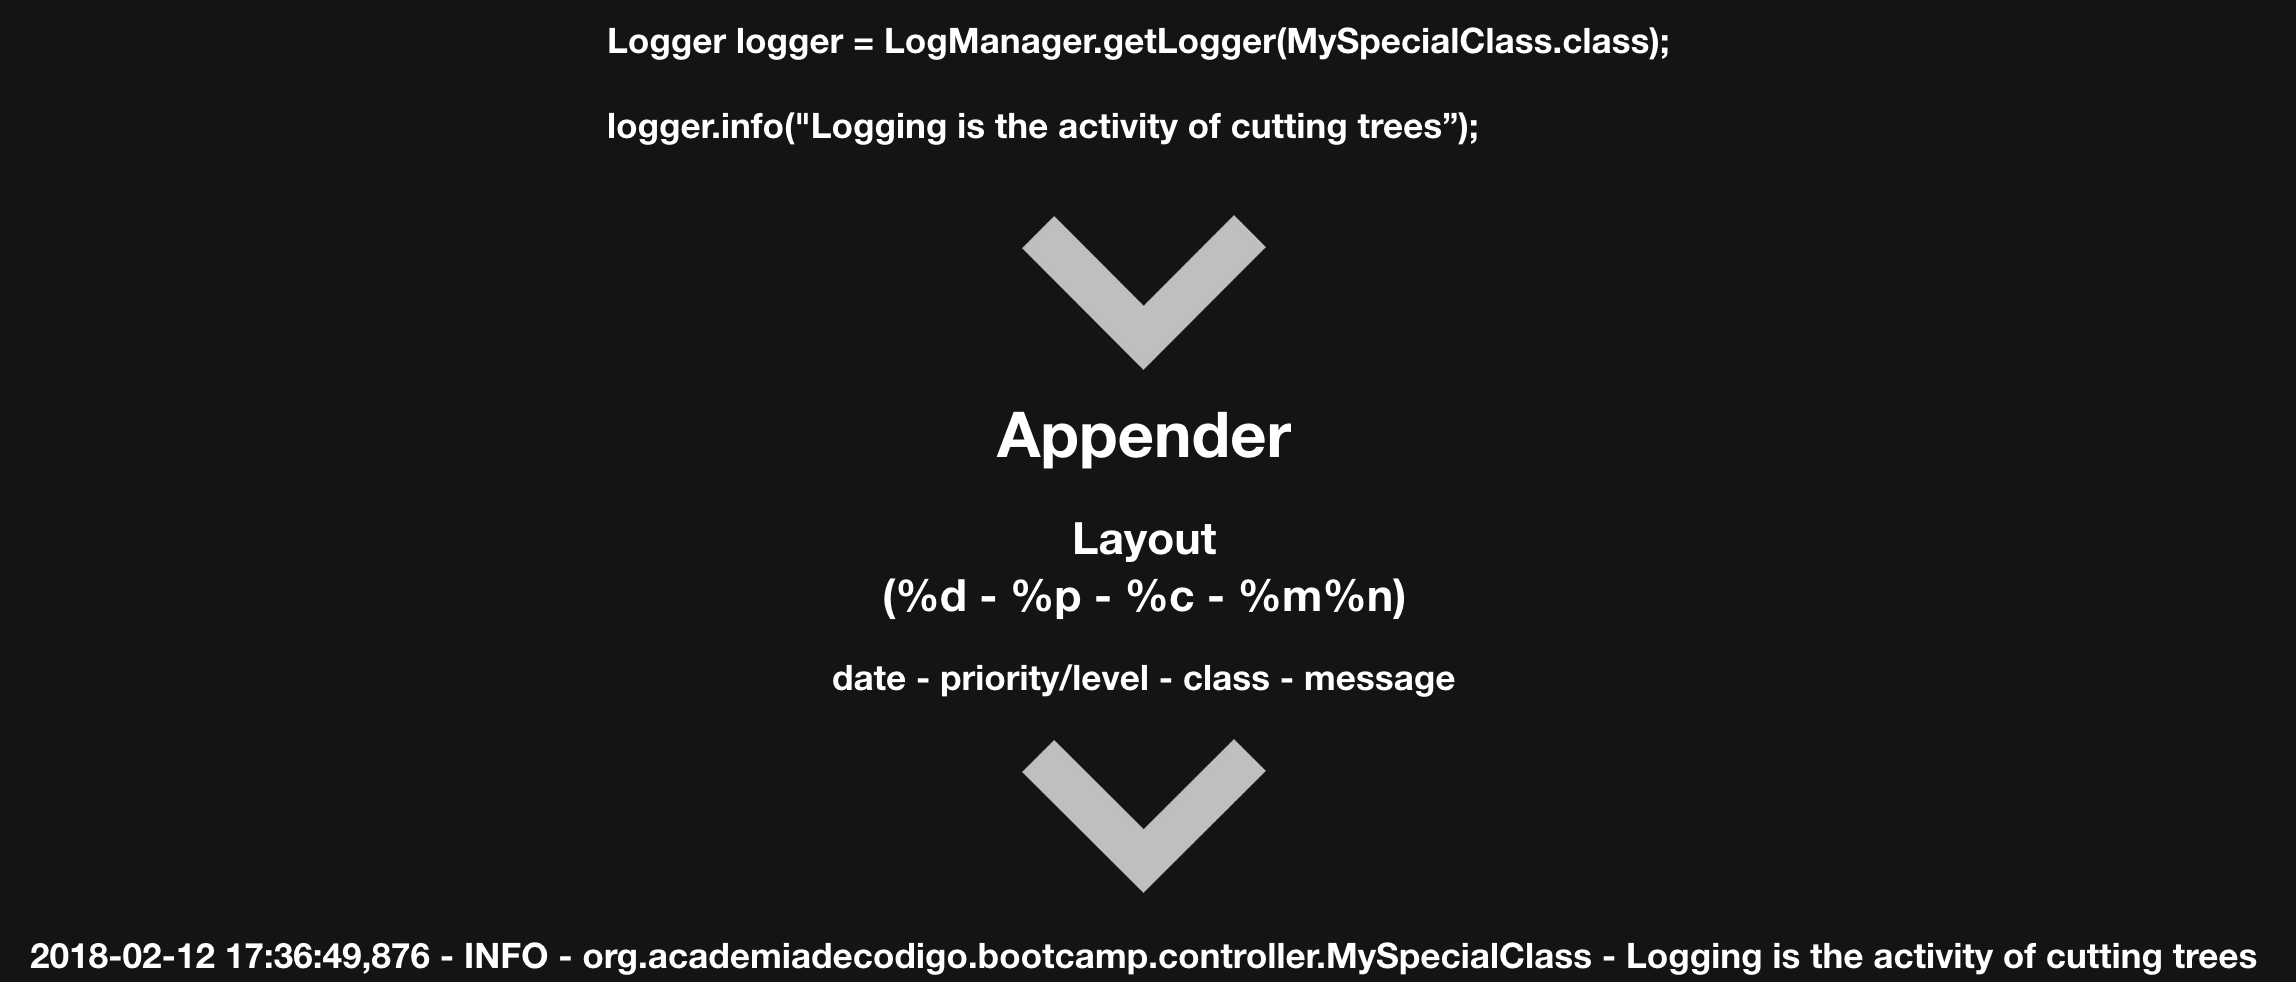 Logger logger = LogManager.getLogger(MySpecialClass.class);
logger.info("Logging is the activity of cutting trees”);
Appender
Layout
(%d - %p - %c - %m%n)
date - priority/level - class - message
2018-02-12 17:36:49,876 - INFO - org.academiadecodigo.bootcamp.controller.MySpecialClass - Logging is the activity of cutting trees